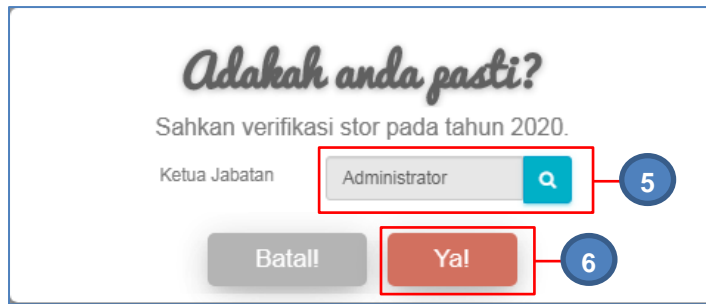 Adakah anda pasti?
Sahkan verifikasi stor pada tahun 2020.
Ketua Jabatan Administrator 5
Batal! Ya! 6